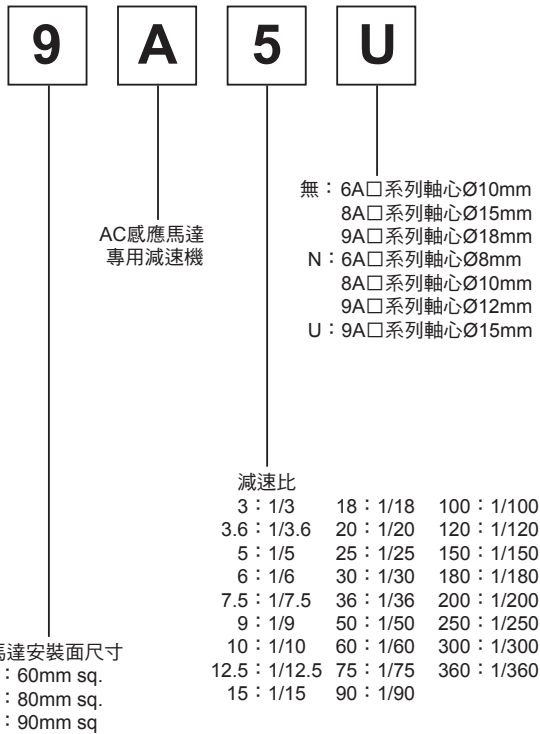 9 A 5 U
無：6A□系列軸心Ø10mm
8A□系列軸心Ø15mm
9A□系列軸心Ø18mm
N：6A□系列軸心Ø8mm
8A□系列軸心Ø10mm
9A□系列軸心Ø12mm
U：9A□系列軸心Ø15mm
AC感應馬達
專用減速機
減速比
3：1/3 18：1/18 100：1/100
3.6：1/3.6 20：1/20 120：1/120
5：1/5 25：1/25 150：1/150
6：1/6 30：1/30 180：1/180
7.5：1/7.5 36：1/36 200：1/200
9：1/9 50：1/50 250：1/250
10：1/10 60：1/60 300：1/300
12.5：1/12.5 75：1/75 360：1/360
15：1/15 90：1/90
達安裝面尺寸
：60mm sq.
：80mm sq.
：90mm sq